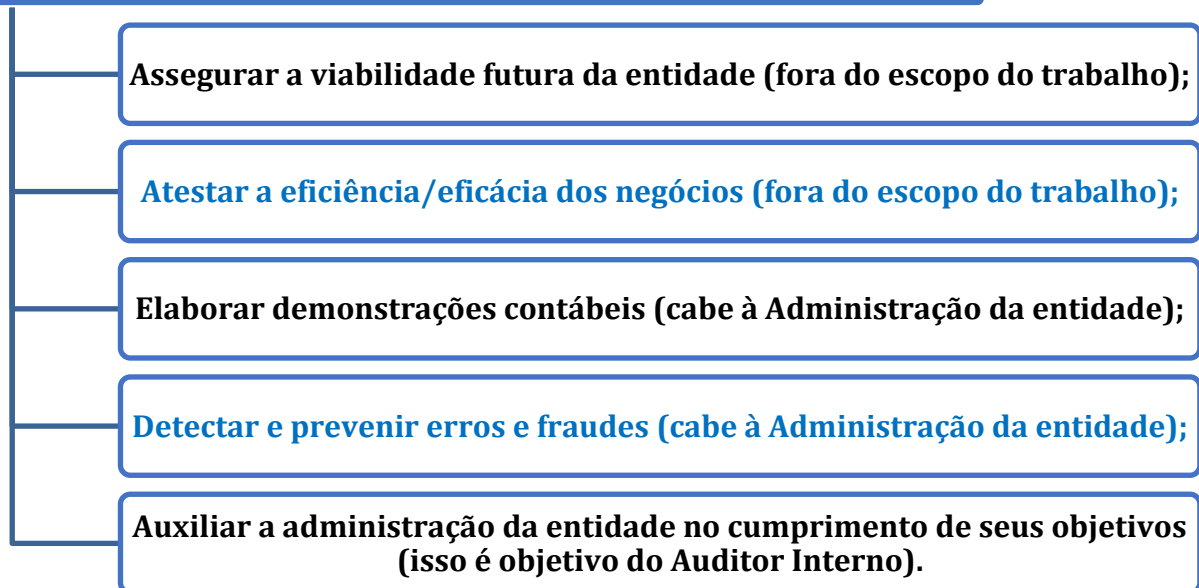 Assegurar a viabilidade futura da entidade (fora do escopo do trabalho);
Atestar a eficiência/eficácia dos negócios (fora do escopo do trabalho);
Elaborar demonstrações contábeis (cabe à Administração da entidade);
Detectar e prevenir erros e fraudes (cabe à Administração da entidade);
Auxiliar a administração da entidade no cumprimento de seus objetivos
(isso é objetivo do Auditor Interno).